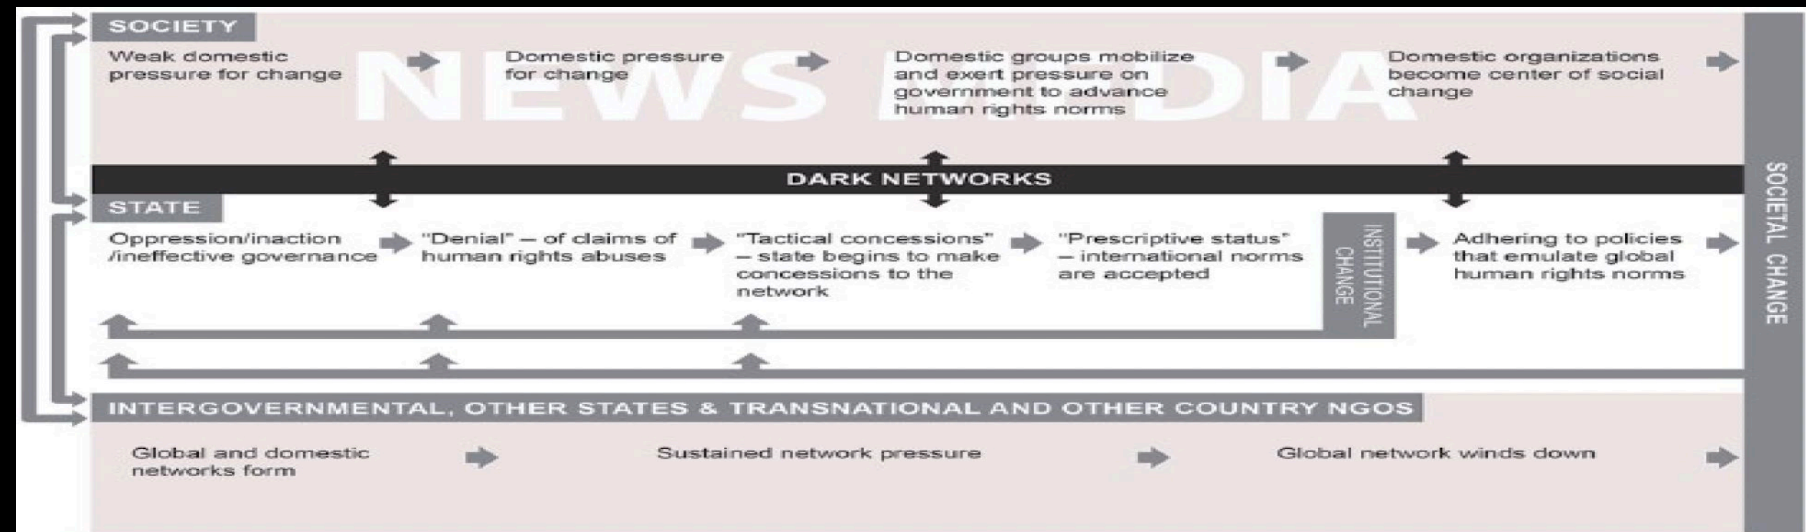 SOCIETY
NEWS MEDIA
Weak domestic
pressure for change
Domestic pressure
for change
Domestic groups mobilize
and exert pressure on
government to advance
human rights norms
Domestic organizations
become center of social
change
DARK NETWORKS
STATE
Oppression/inaction
/ineffective governance
"Denial" – of claims of
human rights abuses
"Tactical concessions"
– state begins to make
concessions to the
network
"Prescriptive status"
– international norms
are accepted
INSTITUTIONAL
CHANGE
Adhering to policies
that emulate global
human rights norms
SOCIETAL CHANGE
INTERGOVERNMENTAL, OTHER STATES & TRANSNATIONAL AND OTHER COUNTRY NGOS
Global and domestic
networks form
Sustained network pressure
Global network winds down